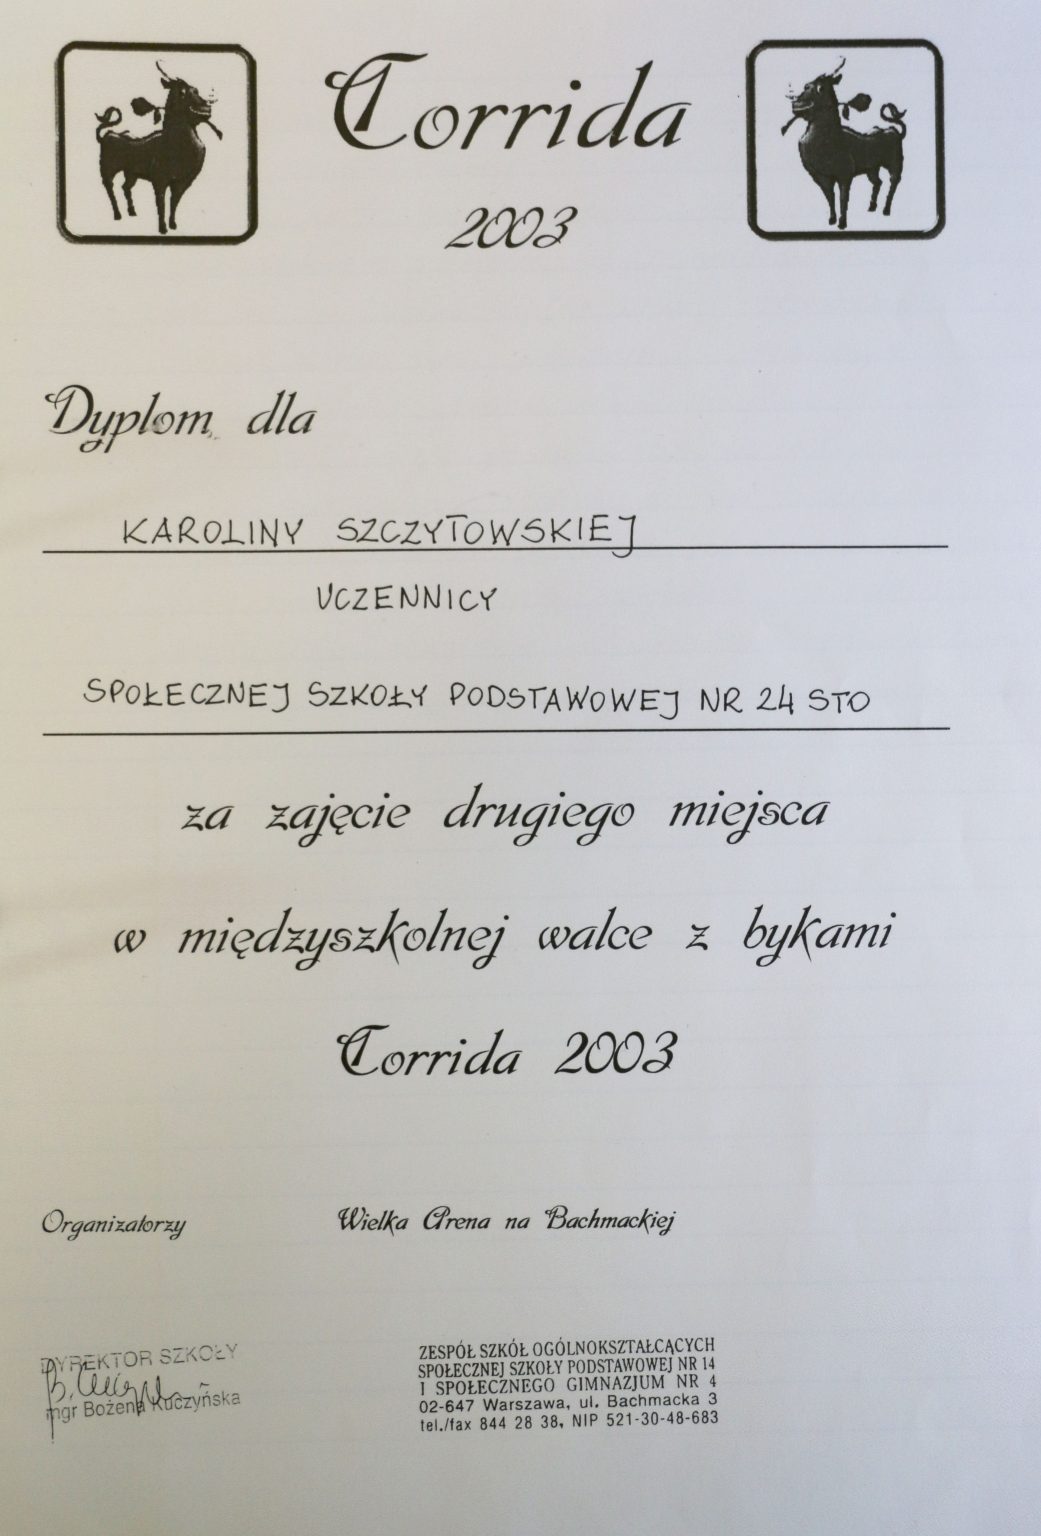 Corrida
2003
Dyplom dla
KAROLINY SZCZYTOWSKIEJ
UCZENNICY
SPOŁECZNEJ SZKOŁY PODSTAWOWEJ NR 24 STO
za zajęcie drugiego miejsca
w międzyszkolnej walce z bykami
Corrida 2003
Organizatorzy Wielka Arena na Bachmackiej
DYREKTOR SZKOŁY
mgr Bożena Kuczyńska
ZESPÓŁ SZKÓŁ OGÓLNOKSZTAŁCĄCYCH
SPOŁECZNEJ SZKOŁY PODSTAWOWEJ NR 14
I SPOŁECZNEGO GIMNAZJUM NR 4
02-647 Warszawa, ul. Bachmacka 3
tel./fax 844 28 38, NIP 521-30-48-683